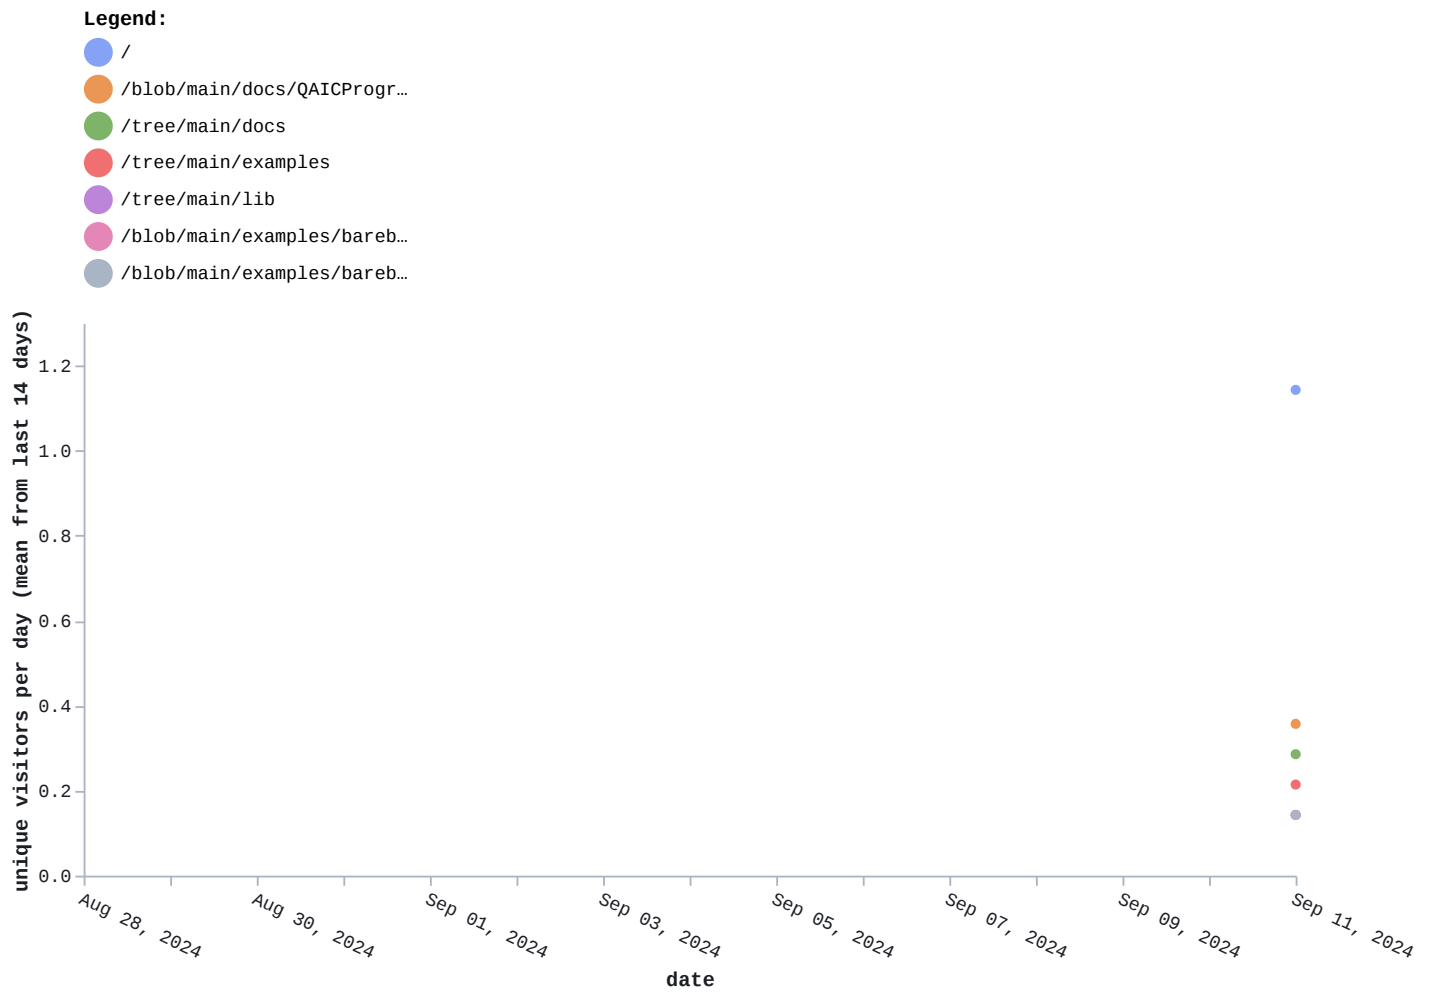 Legend:
/
/blob/main/docs/QAICProgr…
/tree/main/docs
/tree/main/examples
/tree/main/lib
/blob/main/examples/bareb…
/blob/main/examples/bareb…
unique visitors per day (mean from last 14 days)
1.2
1.0
0.8
0.6
0.4
0.2
0.0
Aug 28, 2024
Aug 30, 2024
Sep 01, 2024
Sep 03, 2024
Sep 05, 2024
Sep 07, 2024
Sep 09, 2024
Sep 11, 2024
date